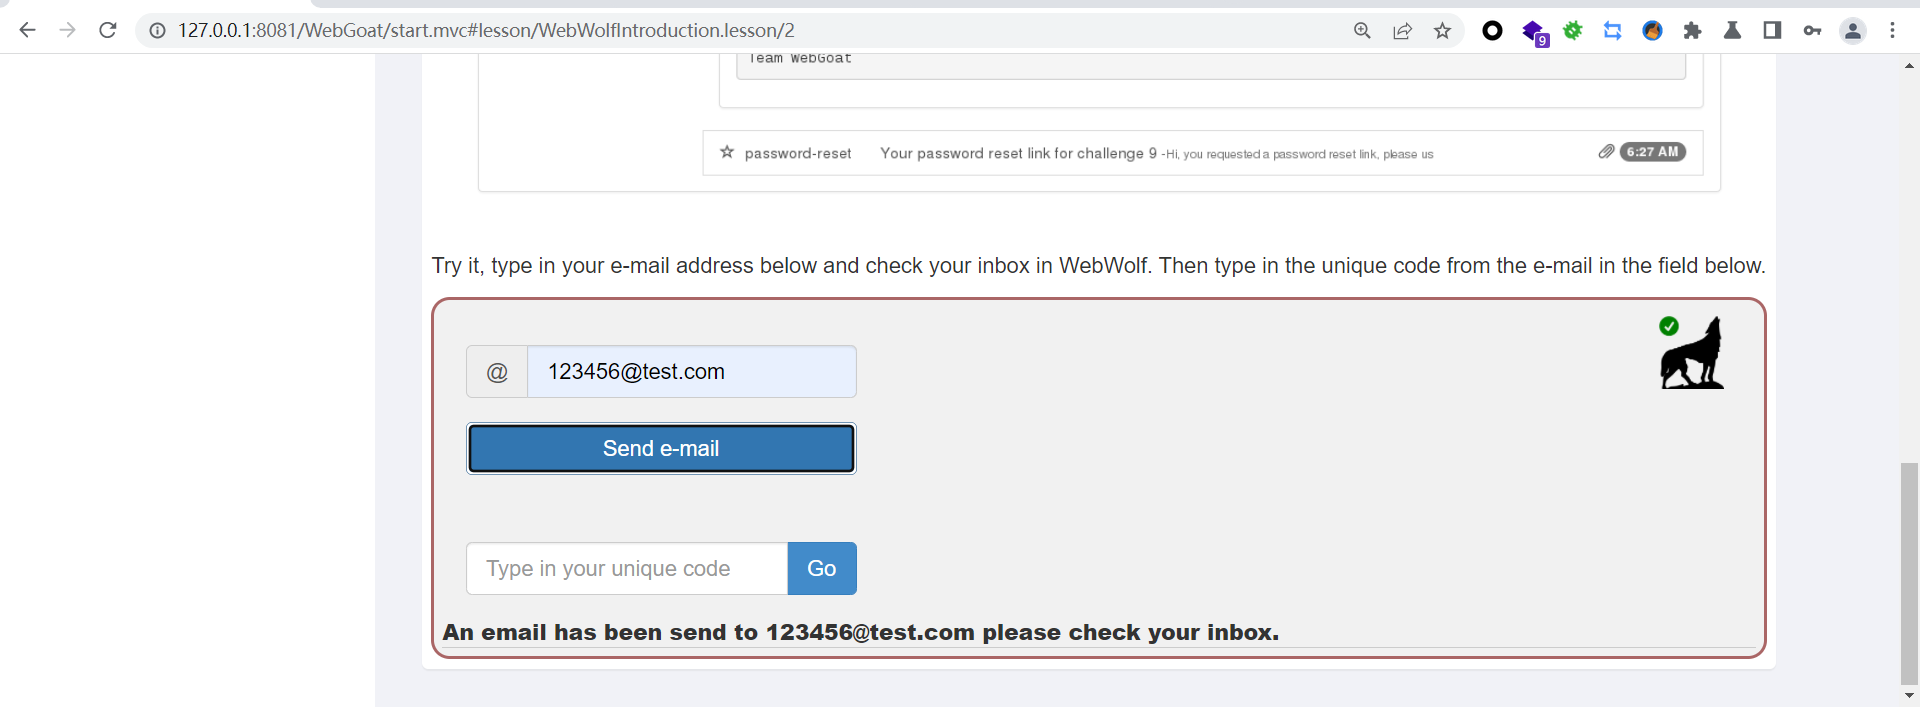 127.0.0.1:8081/WebGoat/start.mvc#lesson/WebWolfIntroduction.lesson/2
9
Team WebGoat
password-reset Your password reset link for challenge 9 -Hi, you requested a password reset link, please us 6:27 AM
Try it, type in your e-mail address below and check your inbox in WebWolf. Then type in the unique code from the e-mail in the field below.
@ 123456@test.com
Send e-mail
Type in your unique code Go
An email has been send to 123456@test.com please check your inbox.